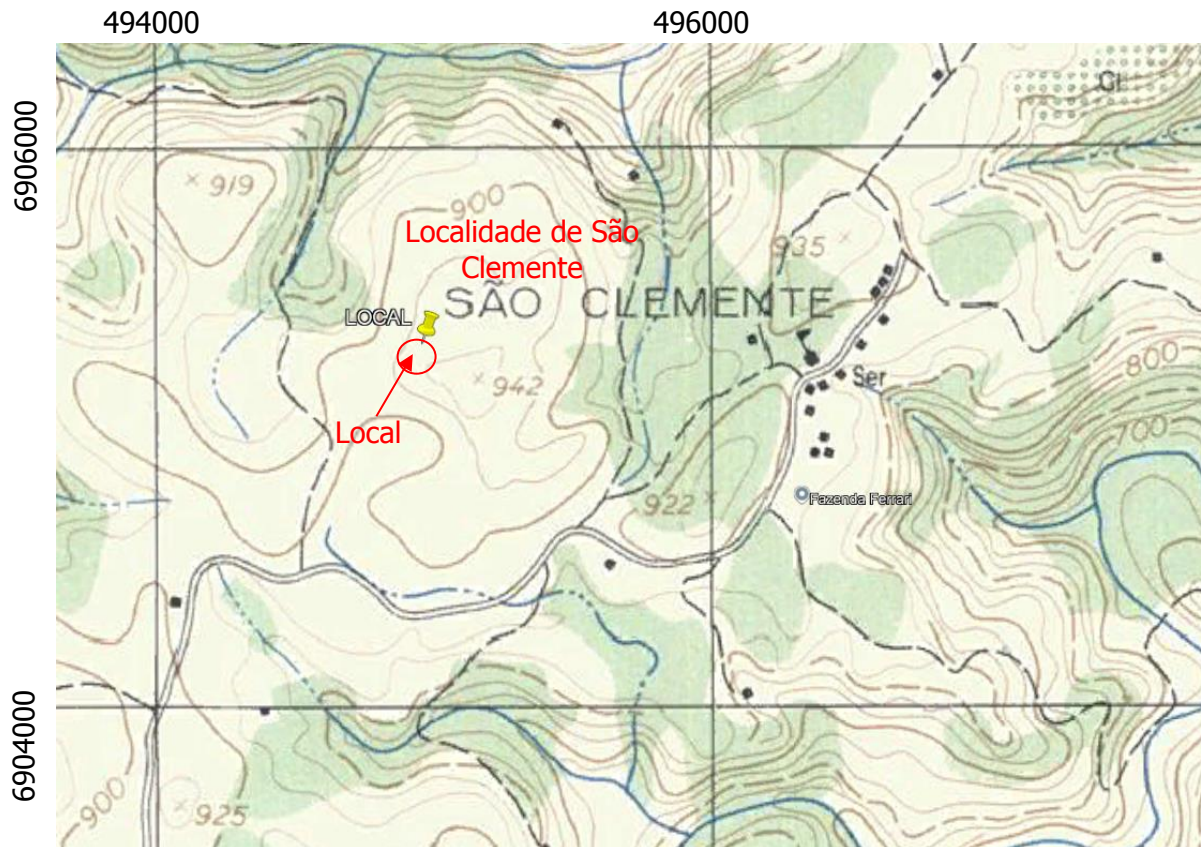 494000
496000
6906000
Gl
919
900
935
Localidade de São
Clemente
SÃO CLEMENTE
LOCAL
800
Ser
942
Local
700
922
Fazenda Ferrari
6904000
900
925